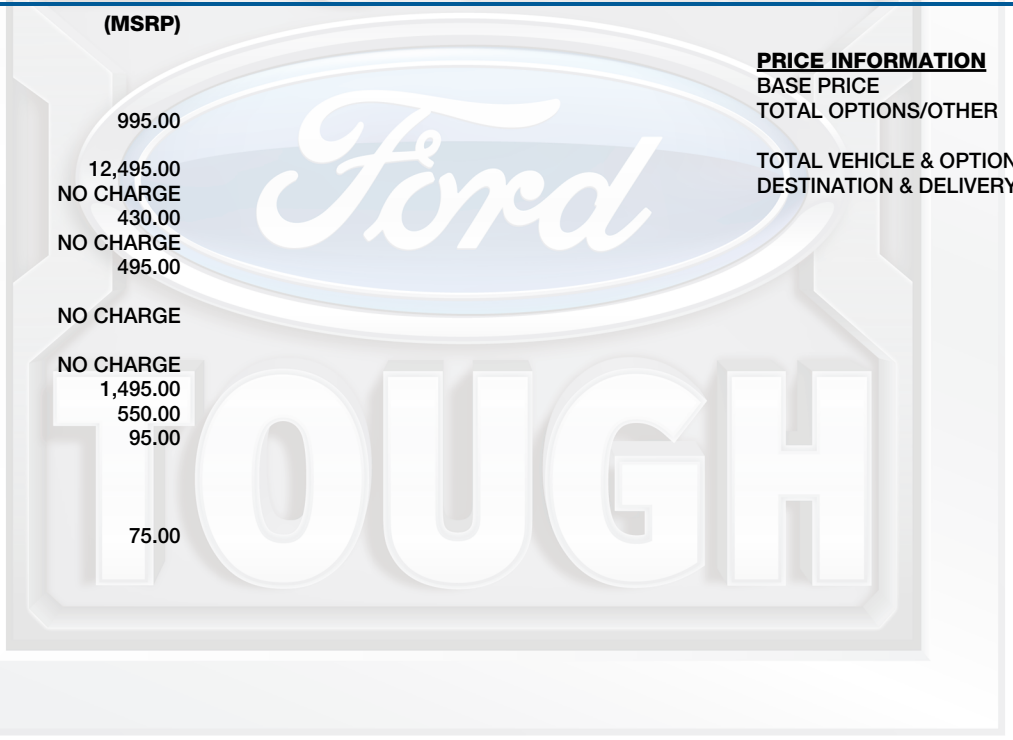 (MSRP)
995.00
12,495.00
NO CHARGE
430.00
NO CHARGE
495.00
NO CHARGE
NO CHARGE
1,495.00
550.00
95.00
75.00
PRICE INFORMATION
BASE PRICE
TOTAL OPTIONS/OTHER
TOTAL VEHICLE & OPTION
DESTINATION & DELIVERY
Ford
TOUGH